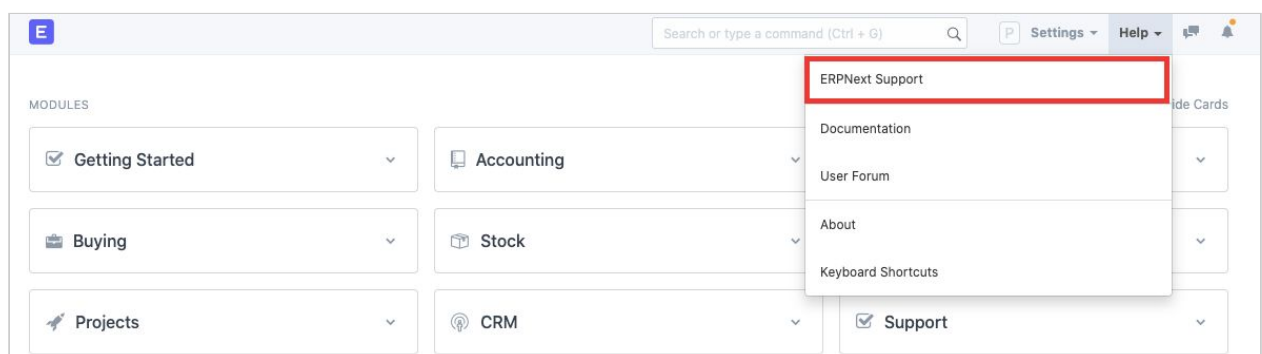 E
Search or type a command (Ctrl + G)
P
Settings
Help
ERPNext Support
Documentation
User Forum
About
Keyboard Shortcuts
MODULES
ide Cards
Getting Started
Accounting
Buying
Stock
Projects
CRM
Support